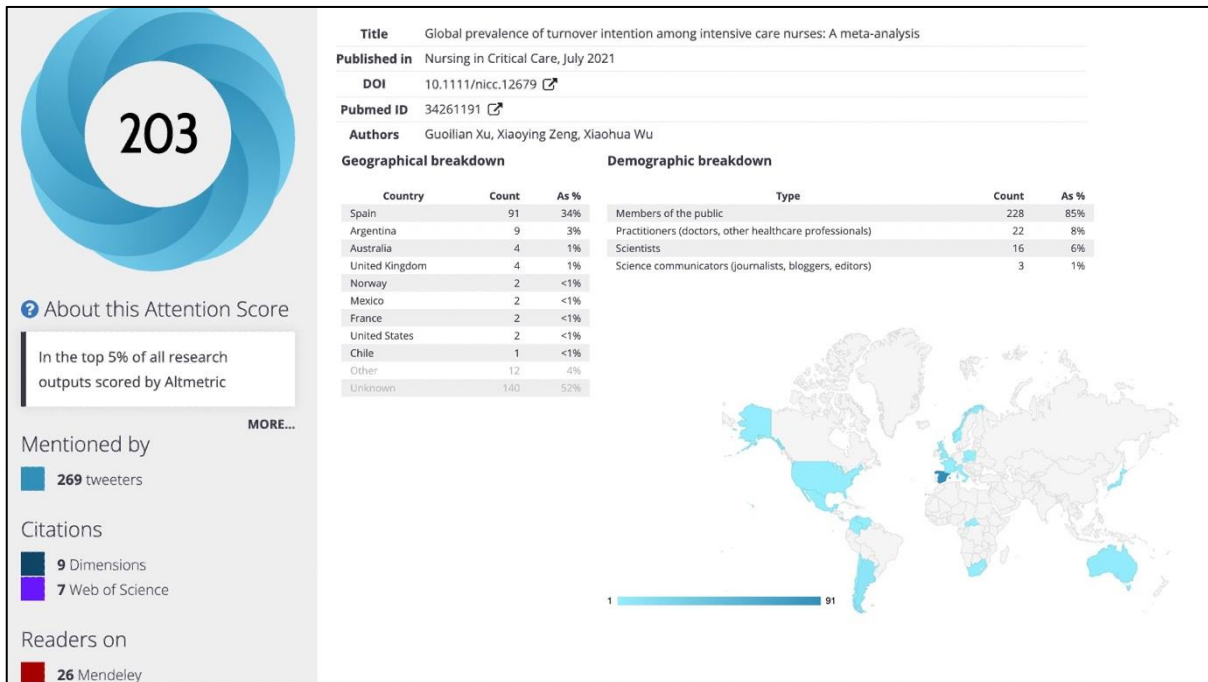 203
About this Attention Score
In the top 5% of all research
outputs scored by Altmetric
MORE...
Mentioned by
269 tweeters
Citations
9 Dimensions
7 Web of Science
Readers on
26 Mendeley
Title Global prevalence of turnover intention among intensive care nurses: A meta-analysis
Published in Nursing in Critical Care, July 2021
DOI 10.1111/nicc.12679
Pubmed ID 34261191
Authors Guoilian Xu, Xiaoying Zeng, Xiaohua Wu
Geographical breakdown
Country Count As %
Spain 91 34%
Argentina 9 3%
Australia 4 1%
United Kingdom 4 1%
Norway 2 <1%
Mexico 2 <1%
France 2 <1%
United States 2 <1%
Chile 1 <1%
Other 12 4%
Unknown 140 52%
Demographic breakdown
Type Count As %
Members of the public 228 85%
Practitioners (doctors, other healthcare professionals) 22 8%
Scientists 16 6%
Science communicators (journalists, bloggers, editors) 3 1%
1 91